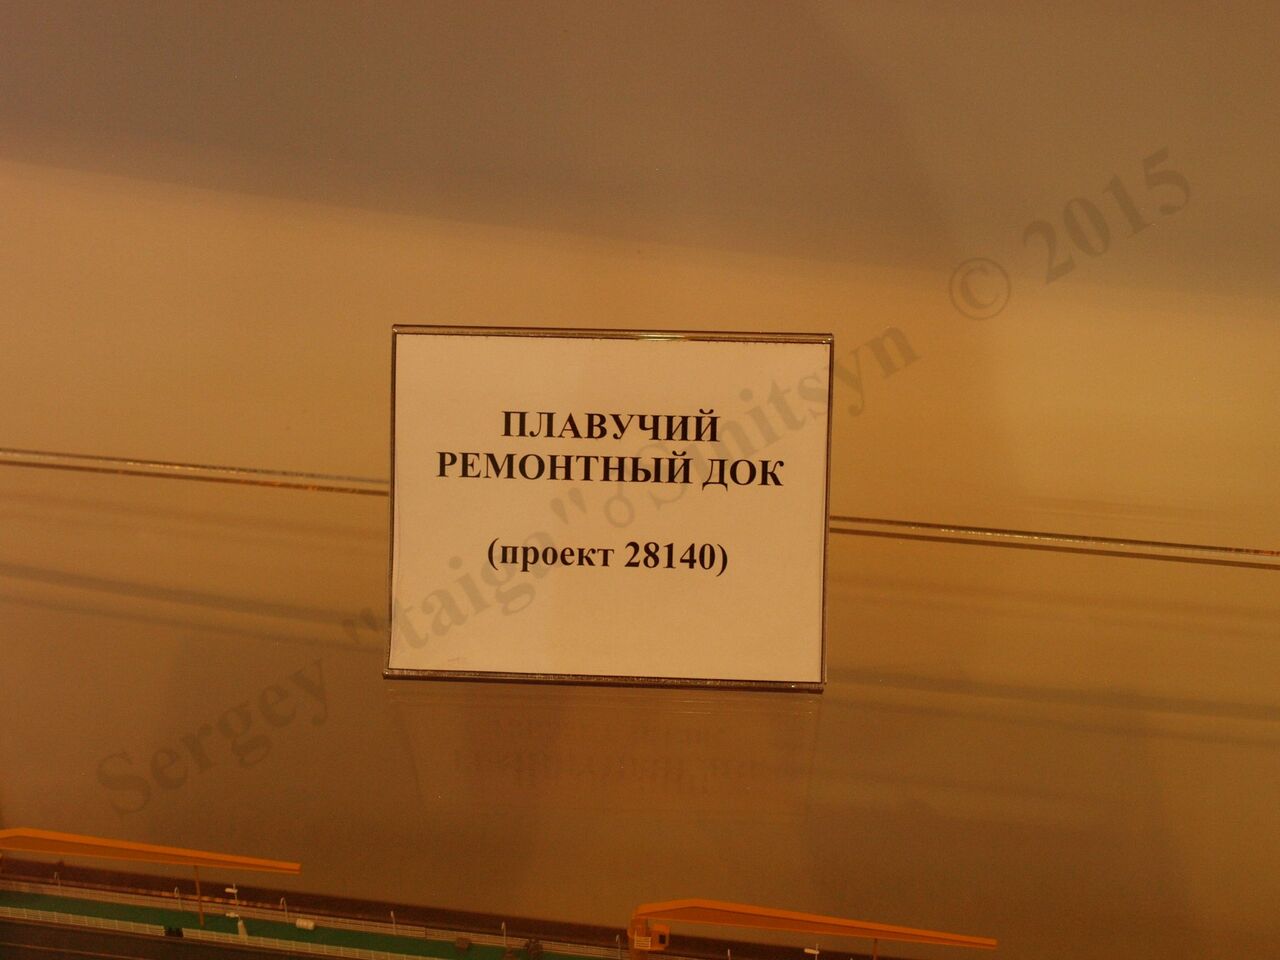 ПЛАВУЧИЙ
РЕМОНТНЫЙ ДОК
(проект 28140)
Sergey "taiga" Sinitsyn © 2015